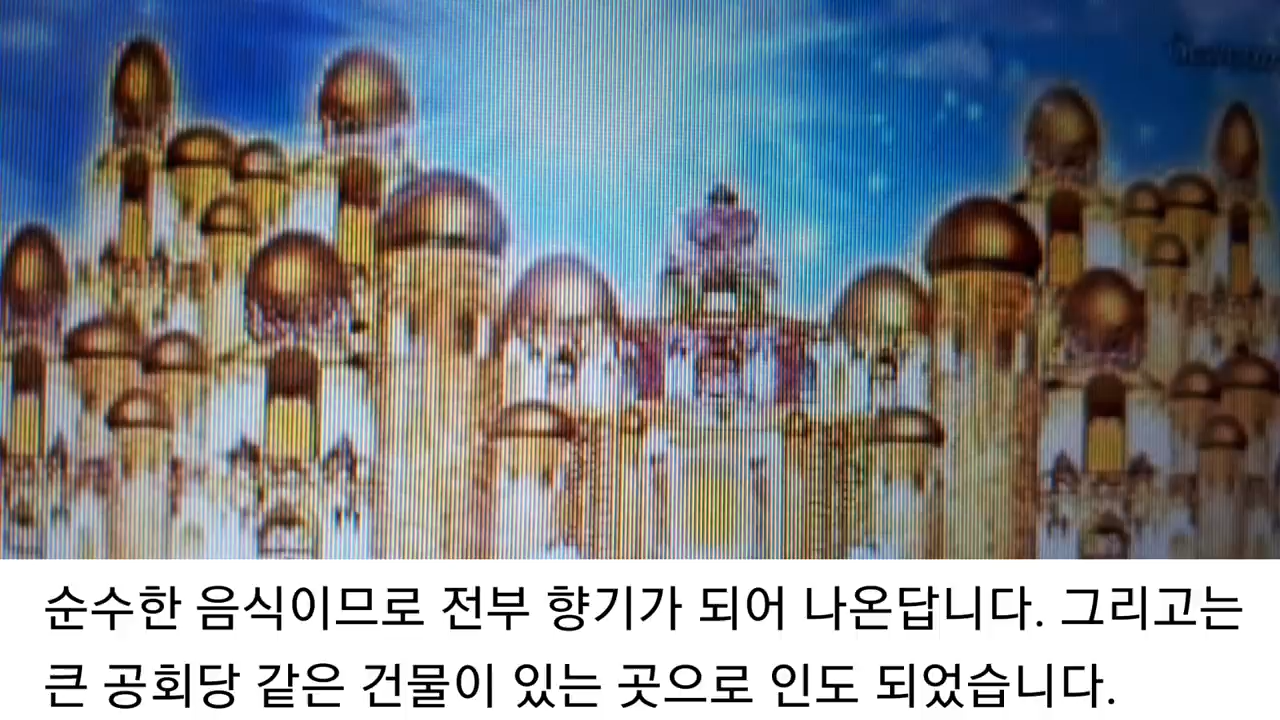 순수한 음식이므로 전부 향기가 되어 나온답니다. 그리고는
큰 공회당 같은 건물이 있는 곳으로 인도 되었습니다.